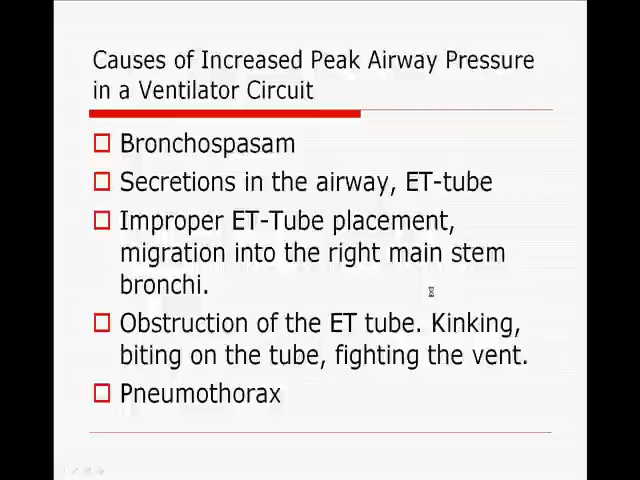 Causes of Increased Peak Airway Pressure
in a Ventilator Circuit
Bronchospasam
Secretions in the airway, ET-tube
Improper ET-Tube placement,
migration into the right main stem
bronchi.
Obstruction of the ET tube. Kinking,
biting on the tube, fighting the vent.
Pneumothorax